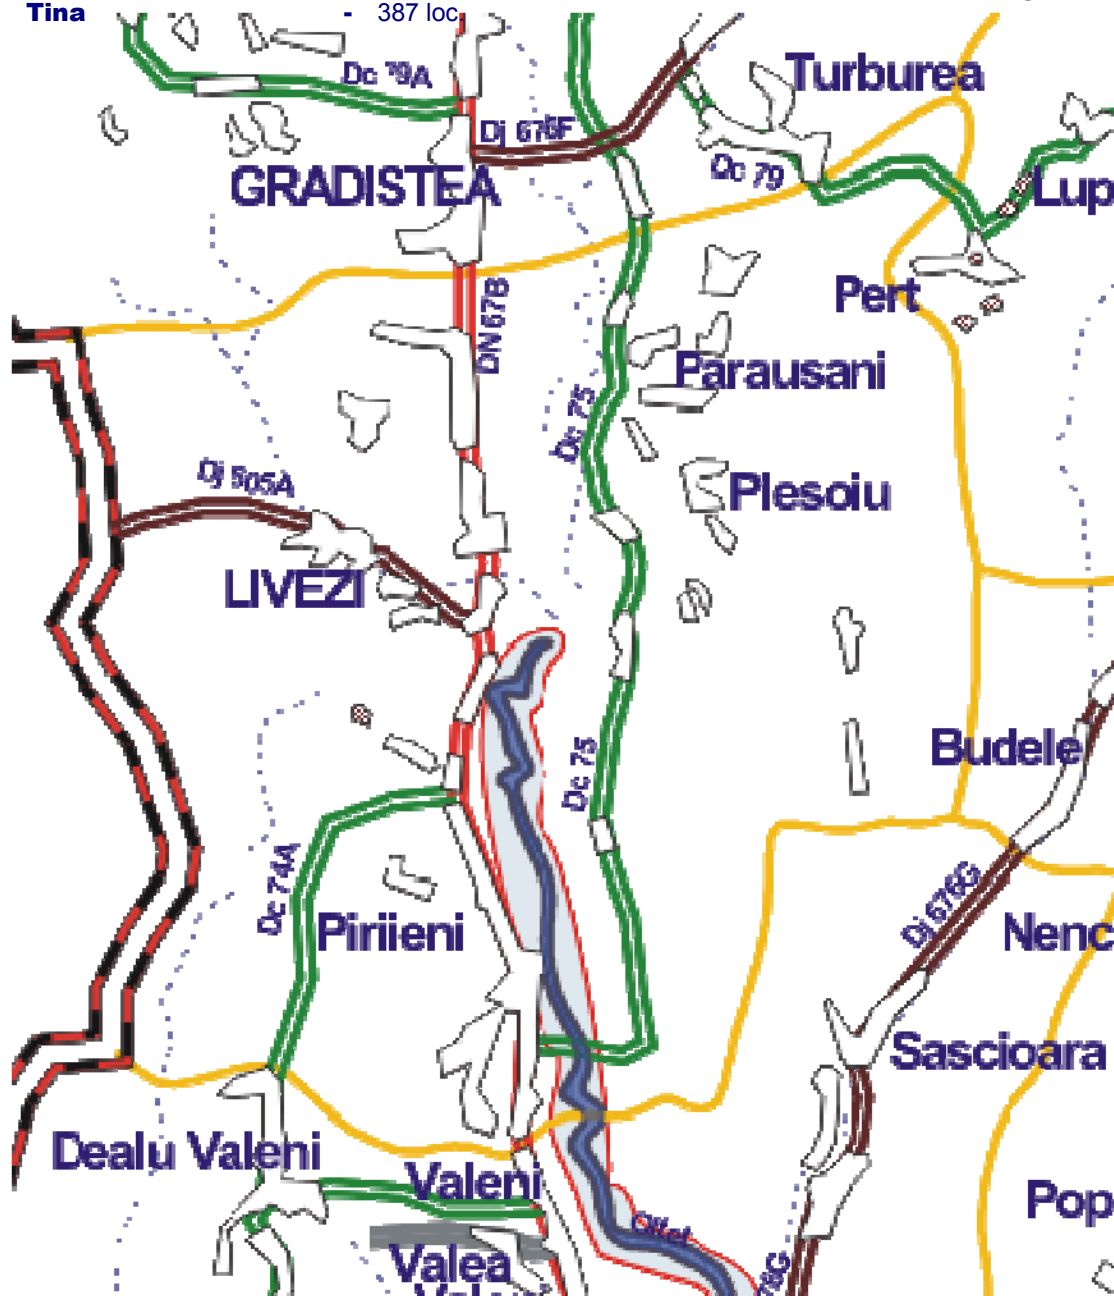 Tina - 387 loc.
Dc 79A
Turburea
Dj 676F
Dc 79
GRADISTEA
Lup
Pert
DN 67B
Parausani
Dc 75
Dj 505A
Plesoiu
LIVEZI
Budele
Dc 75
Dc 74A
Dj 676G
Piriieni
Nenc
Sascioara
Dealu Valeni
Valeni
Pop
Oltet
Valea